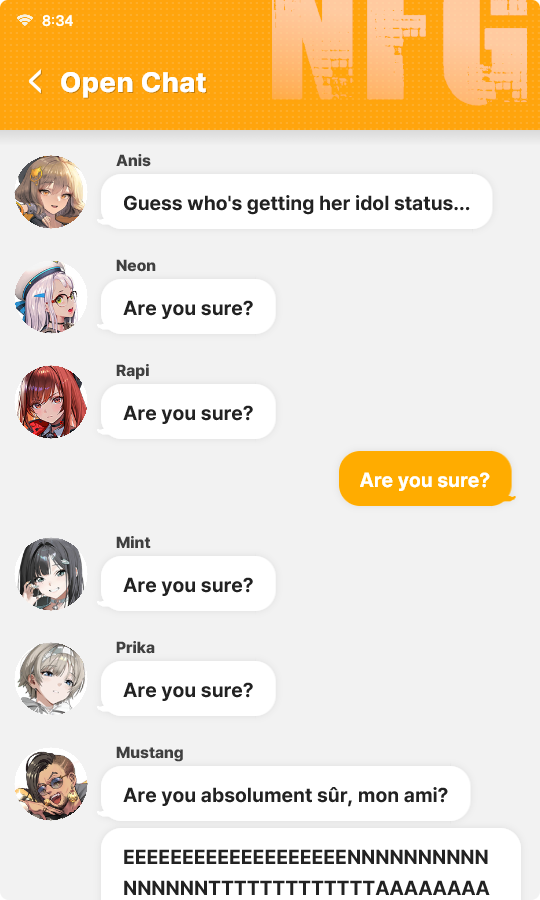 8:34
NFG
Open Chat
Anis
Guess who's getting her idol status...
Neon
Are you sure?
Rapi
Are you sure?
Are you sure?
Mint
Are you sure?
Prika
Are you sure?
Mustang
Are you absolument sûr, mon ami?
EEEEEEEEEEEEEEEEEEENNNNNNNNNN
NNNNNNTTTTTTTTTTTTTAAAAAAAA